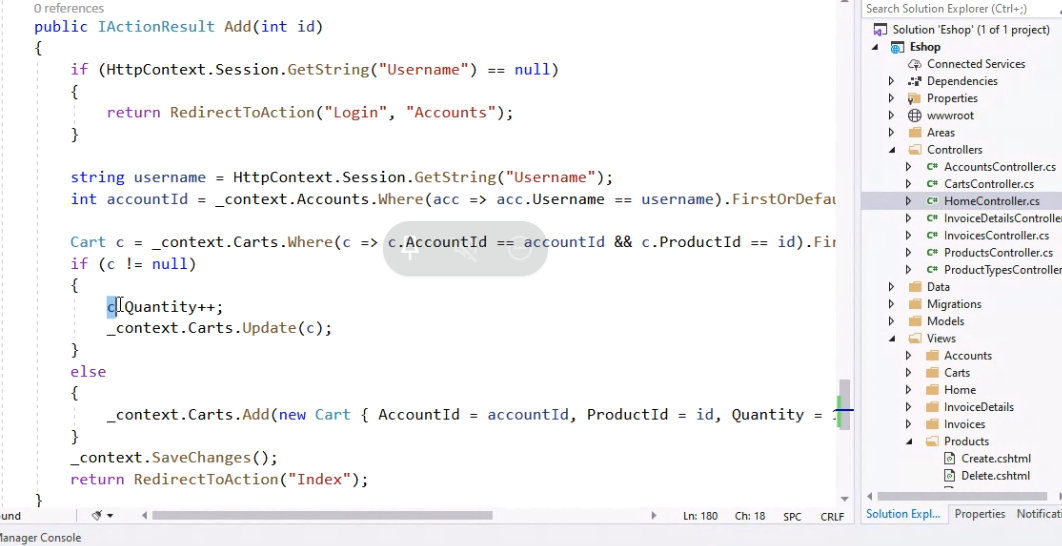 0 references
public IActionResult Add(int id)
{
if (HttpContext.Session.GetString("Username") == null)
{
return RedirectToAction("Login", "Accounts");
}
string username = HttpContext.Session.GetString("Username");
int accountId = _context.Accounts.Where(acc => acc.Username == username).FirstOrDefau
Cart c = _context.Carts.Where(c => c.AccountId == accountId && c.ProductId == id).Fir
if (c != null)
{
c.Quantity++;
_context.Carts.Update(c);
}
else
{
_context.Carts.Add(new Cart { AccountId = accountId, ProductId = id, Quantity =
}
_context.SaveChanges();
return RedirectToAction("Index");
}
ound
Ln: 180 Ch: 18 SPC CRLF
Manager Console
Search Solution Explorer (Ctrl+;)
Solution 'Eshop' (1 of 1 project)
Eshop
Connected Services
Dependencies
Properties
wwwroot
Areas
Controllers
C# AccountsController.cs
C# CartsController.cs
C# HomeController.cs
C# InvoiceDetailsController
C# InvoicesController.cs
C# ProductsController.cs
C# ProductTypesController
Data
Migrations
Models
Views
Accounts
Carts
Home
InvoiceDetails
Invoices
Products
Create.cshtml
Delete.cshtml
Solution Expl... Properties Notificati